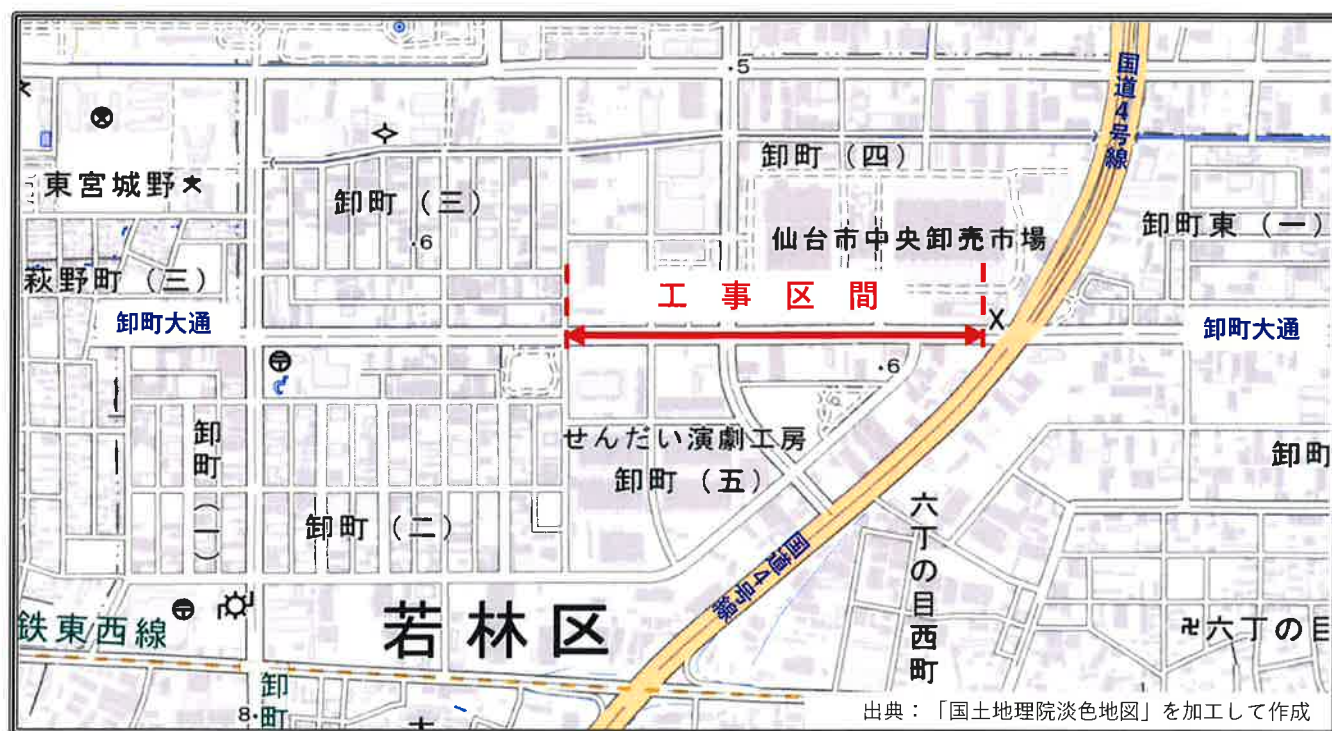 ・5
国道4号線
卸町（四）
東宮城野
卸町（三）
・6
仙台市中央卸売市場
卸町東（一）
萩野町（三）
工事区間
卸町大通
卸町大通
・6
せんだい演劇工房
卸町（五）
卸町（一）
卸町（二）
卸町
六丁の目西町
国道4号線
若林区
鉄東西線
六丁の目
卸町
8・
出典：「国土地理院淡色地図」を加工して作成